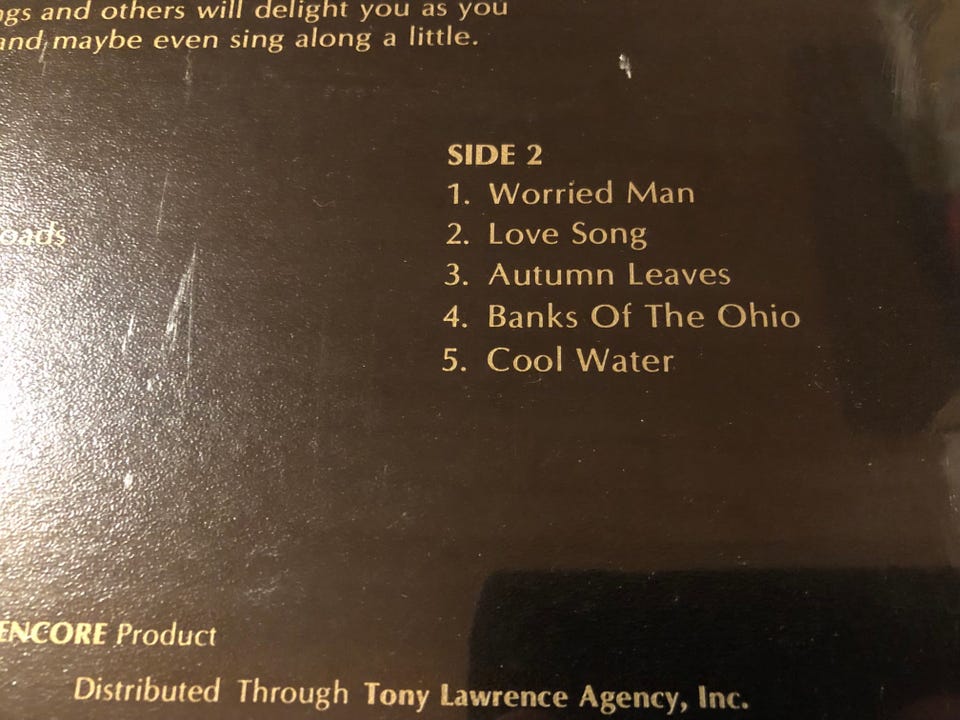 and others will delight you as you
and maybe even sing along a little.
SIDE 2
1. Worried Man
2. Love Song
3. Autumn Leaves
4. Banks Of The Ohio
5. Cool Water
ENCORE Product
Distributed Through Tony Lawrence Agency, Inc.